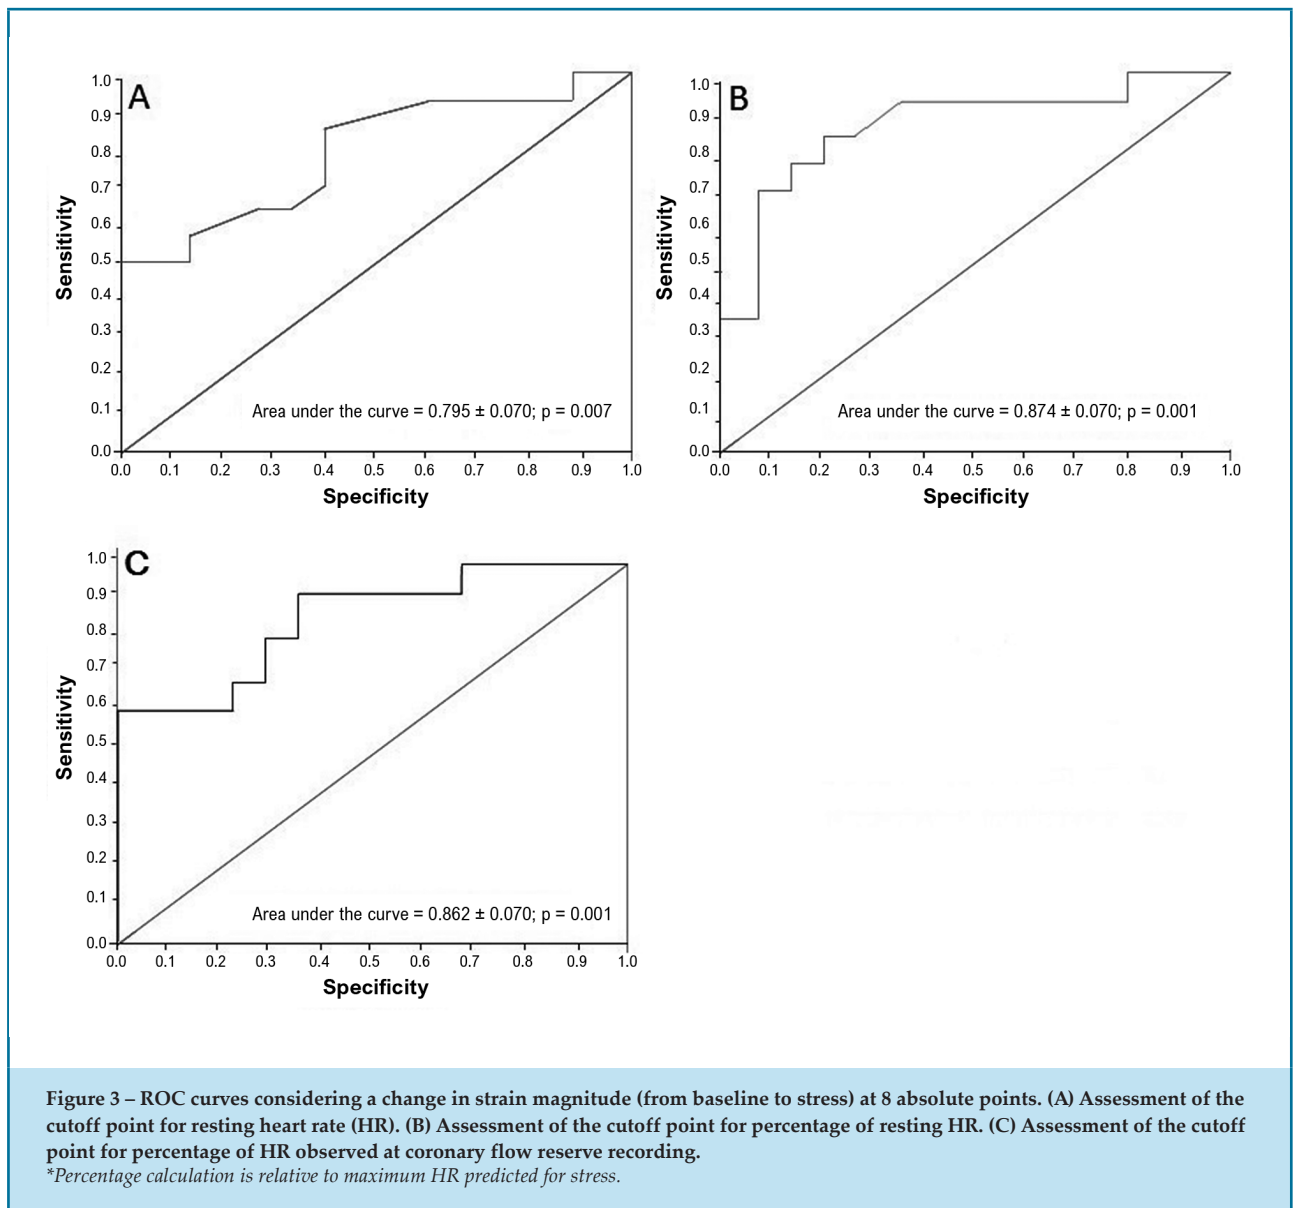 A
1.0
0.9
0.8
0.7
0.6
0.5
0.4
0.3
0.2
0.1
0.0
Sensitivity
Area under the curve = 0.795 ± 0.070; p = 0.007
0.0 0.1 0.2 0.3 0.4 0.5 0.6 0.7 0.8 0.9 1.0
Specificity
B
1.0
0.9
0.8
0.7
0.6
0.5
0.4
0.3
0.2
0.1
0.0
Sensitivity
Area under the curve = 0.874 ± 0.070; p = 0.001
0.0 0.1 0.2 0.3 0.4 0.5 0.6 0.7 0.8 0.9 1.0
Specificity
C
1.0
0.9
0.8
0.7
0.6
0.5
0.4
0.3
0.2
0.1
0.0
Sensitivity
Area under the curve = 0.862 ± 0.070; p = 0.001
0.0 0.1 0.2 0.3 0.4 0.5 0.6 0.7 0.8 0.9 1.0
Specificity
Figure 3 – ROC curves considering a change in strain magnitude (from baseline to stress) at 8 absolute points. (A) Assessment of the
cutoff point for resting heart rate (HR). (B) Assessment of the cutoff point for percentage of resting HR. (C) Assessment of the cutoff
point for percentage of HR observed at coronary flow reserve recording.
*Percentage calculation is relative to maximum HR predicted for stress.